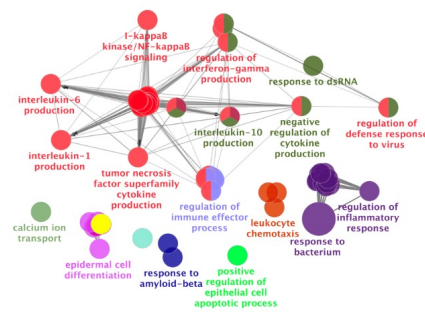 I-kappaB
kinase/NF-kappaB
signaling
regulation of
interferon-gamma
production
response to dsRNA
interleukin-6
production
interleukin-10
production
negative
regulation of
cytokine
production
regulation of
defense response
to virus
interleukin-1
production
tumor necrosis
factor superfamily
cytokine
production
regulation of
immune effector
process
leukocyte
chemotaxis
regulation of
inflammatory
response
response to
bacterium
calcium ion
transport
epidermal cell
differentiation
response to
amyloid-beta
positive
regulation of
epithelial cell
apoptotic process